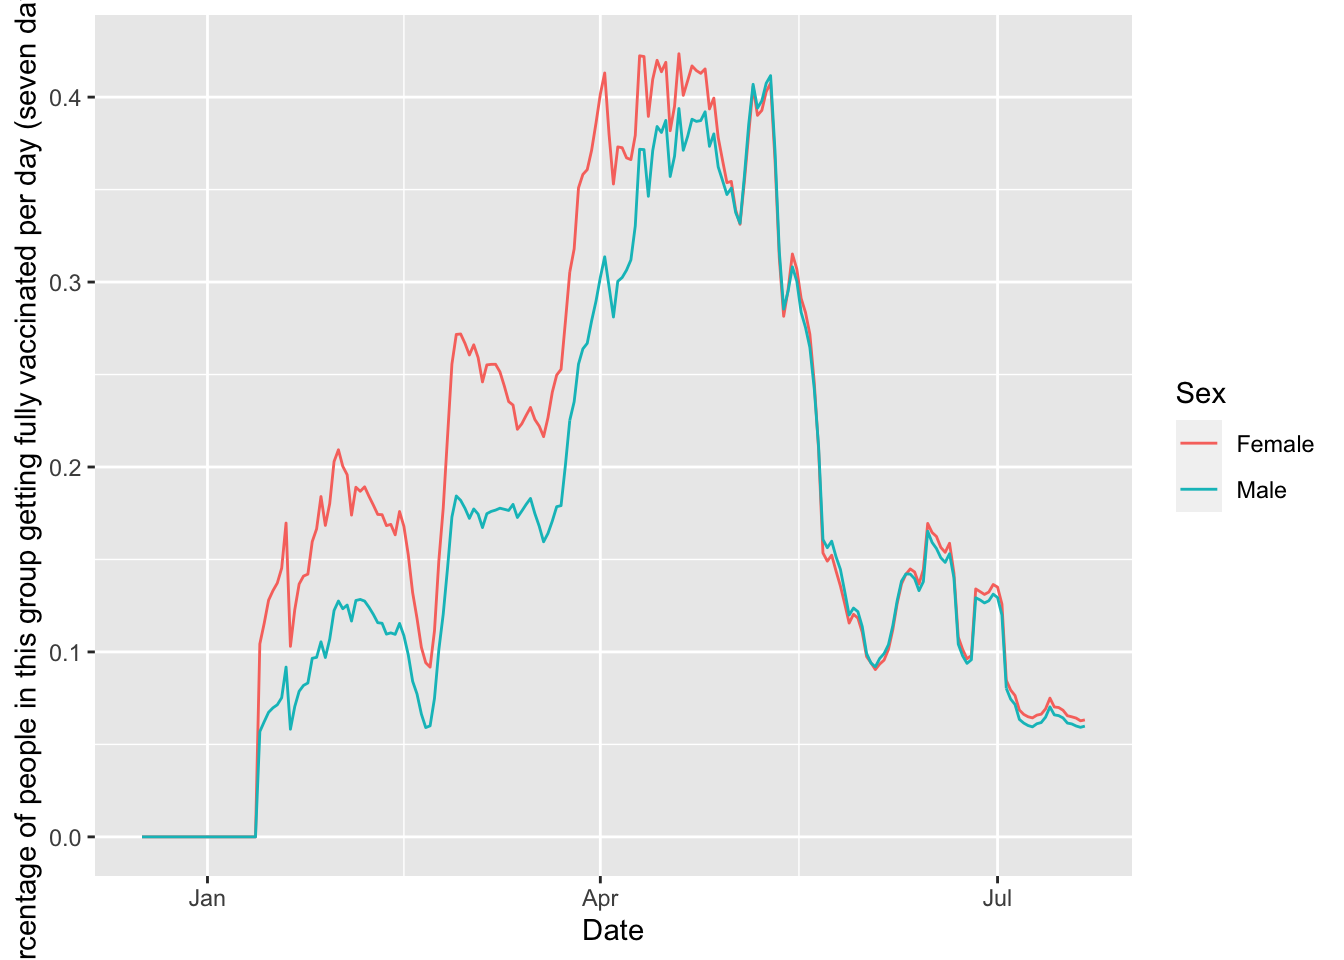 rcentage of people in this group getting fully vaccinated per day (seven da
0.4
0.3
0.2
0.1
0.0
Jan
Apr
Jul
Date
Sex
Female
Male